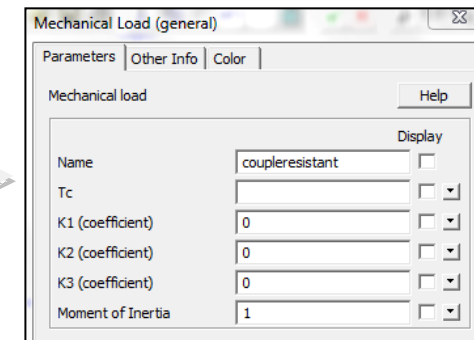 Mechanical Load (general)
Parameters Other Info Color
Mechanical load Help
Display
Name coupleresistant
Tc
K1 (coefficient) 0
K2 (coefficient) 0
K3 (coefficient) 0
Moment of Inertia 1